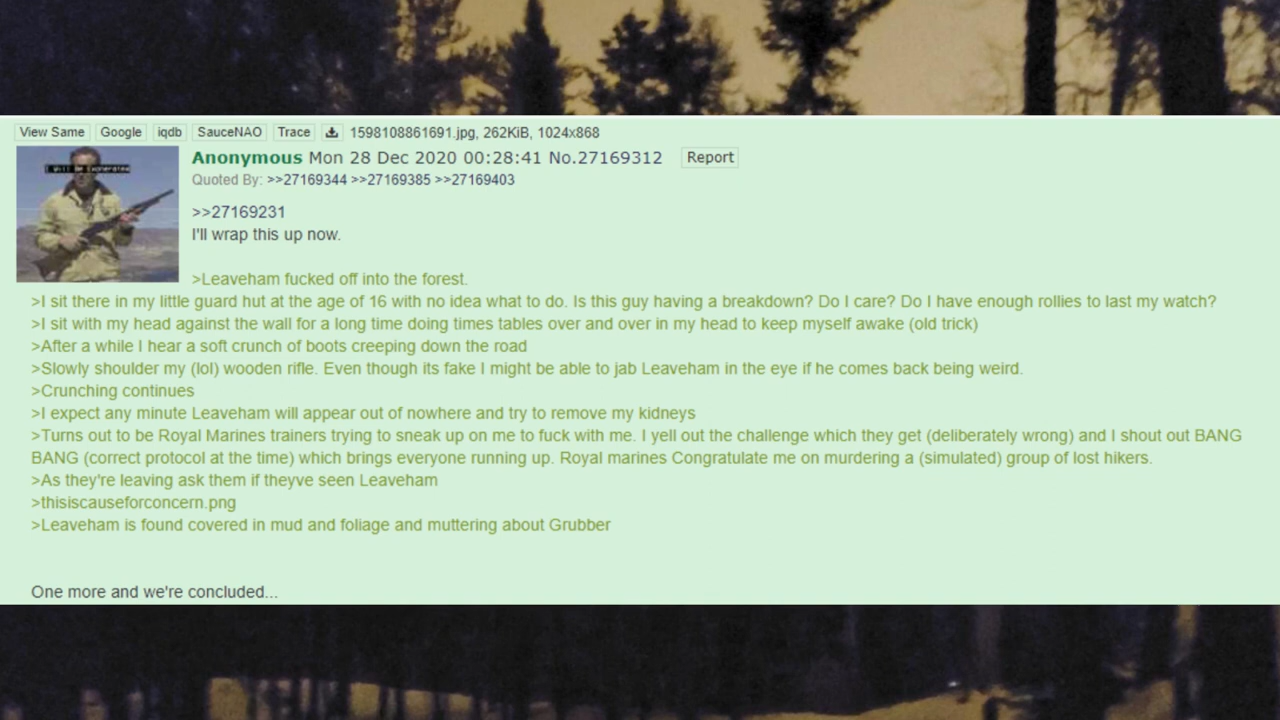 View Same Google iqdb SauceNAO Trace 1598108861691.jpg, 262KiB, 1024x868
I Will Be Exonerated
Anonymous Mon 28 Dec 2020 00:28:41 No.27169312 Report
Quoted By: >>27169344 >>27169385 >>27169403
>>27169231
I'll wrap this up now.
>Leaveham fucked off into the forest.
>I sit there in my little guard hut at the age of 16 with no idea what to do. Is this guy having a breakdown? Do I care? Do I have enough rollies to last my watch?
>I sit with my head against the wall for a long time doing times tables over and over in my head to keep myself awake (old trick)
>After a while I hear a soft crunch of boots creeping down the road
>Slowly shoulder my (lol) wooden rifle. Even though its fake I might be able to jab Leaveham in the eye if he comes back being weird.
>Crunching continues
>I expect any minute Leaveham will appear out of nowhere and try to remove my kidneys
>Turns out to be Royal Marines trainers trying to sneak up on me to fuck with me. I yell out the challenge which they get (deliberately wrong) and I shout out BANG
BANG (correct protocol at the time) which brings everyone running up. Royal marines Congratulate me on murdering a (simulated) group of lost hikers.
>As they're leaving ask them if theyve seen Leaveham
>thisiscauseforconcern.png
>Leaveham is found covered in mud and foliage and muttering about Grubber
One more and we're concluded...